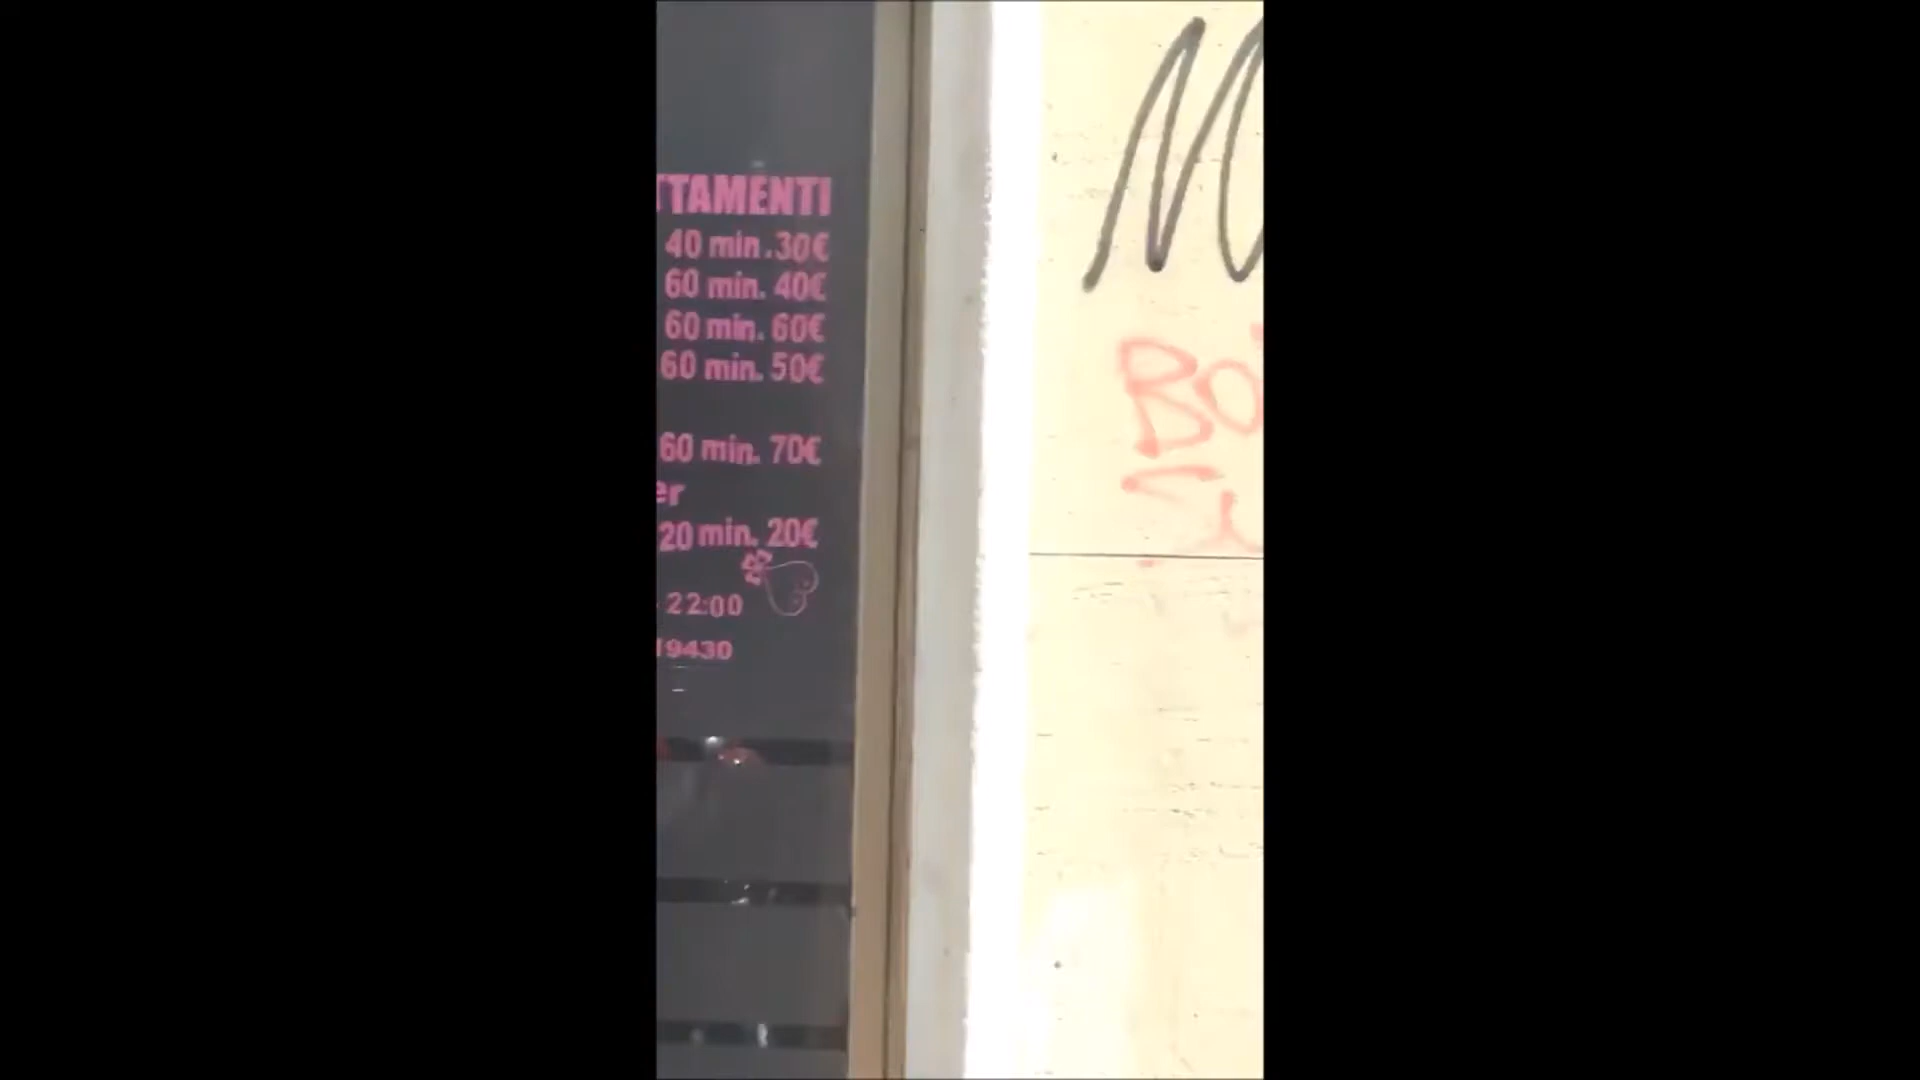 TTAMENTI
40 min.30€
60 min. 40€
60 min. 60€
60 min. 50€
60 min. 70€
er
20 min. 20€
22:00
19430